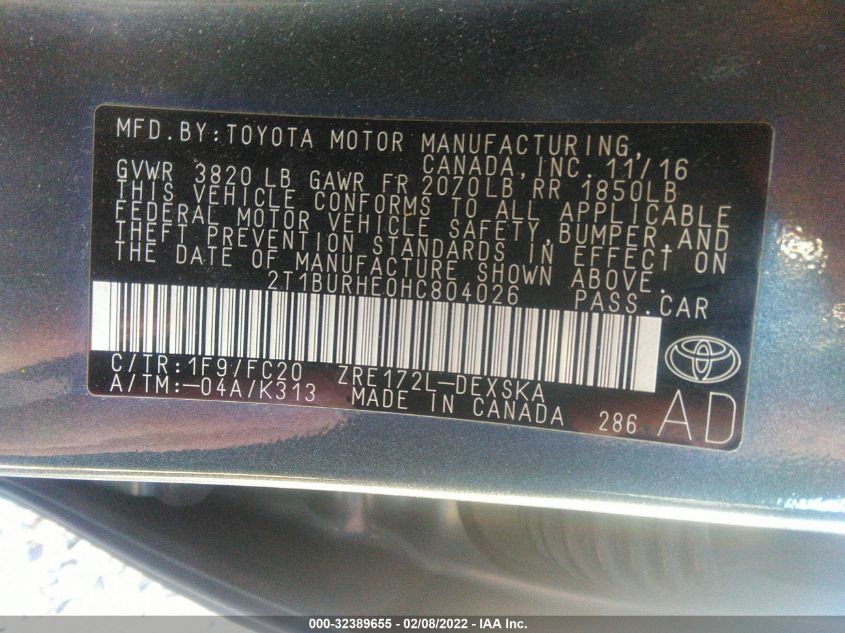 MFD.BY:TOYOTA MOTOR MANUFACTURING,
CANADA,INC. 11/16
GVWR 3820LB GAWR FR 2070LB RR 1850LB
THIS VEHICLE CONFORMS TO ALL APPLICABLE
FEDERAL MOTOR VEHICLE SAFETY,BUMPER,AND
THEFT PREVENTION STANDARDS IN EFFECT ON
THE DATE OF MANUFACTURE SHOWN ABOVE.
2T1BURHE0HC804026 PASS.CAR
C/TR:1F9/FC20 ZRE172L-DEXSKA
A/TM:-04A/K313 MADE IN CANADA 286 AD
000-32389655 - 02/08/2022 - IAA Inc.